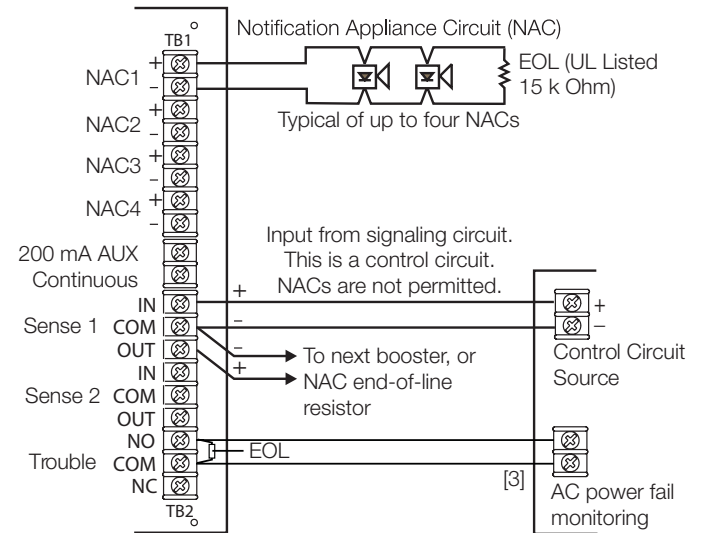 Notification Appliance Circuit (NAC)
TB1
+
NAC1
–
EOL (UL Listed
15 k Ohm)
Typical of up to four NACs
+
NAC2
–
+
NAC3
–
+
NAC4
–
200 mA AUX
Continuous
Input from signaling circuit.
This is a control circuit.
NACs are not permitted.
IN
+
+
Sense 1
COM
–
–
OUT
–
To next booster, or
NAC end-of-line
resistor
+
Control Circuit
Source
IN
Sense 2
COM
OUT
NO
Trouble
COM
EOL
NC
[3]
AC power fail
monitoring
TB2